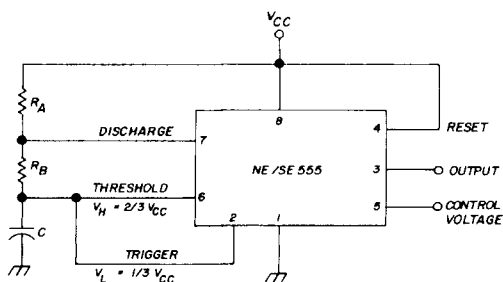 VCC
RA
8
4
DISCHARGE
7
RESET
RB
NE/SE 555
3
OUTPUT
THRESHOLD
6
VH = 2/3 VCC
5
CONTROL
VOLTAGE
2
1
C
TRIGGER
VL = 1/3 VCC